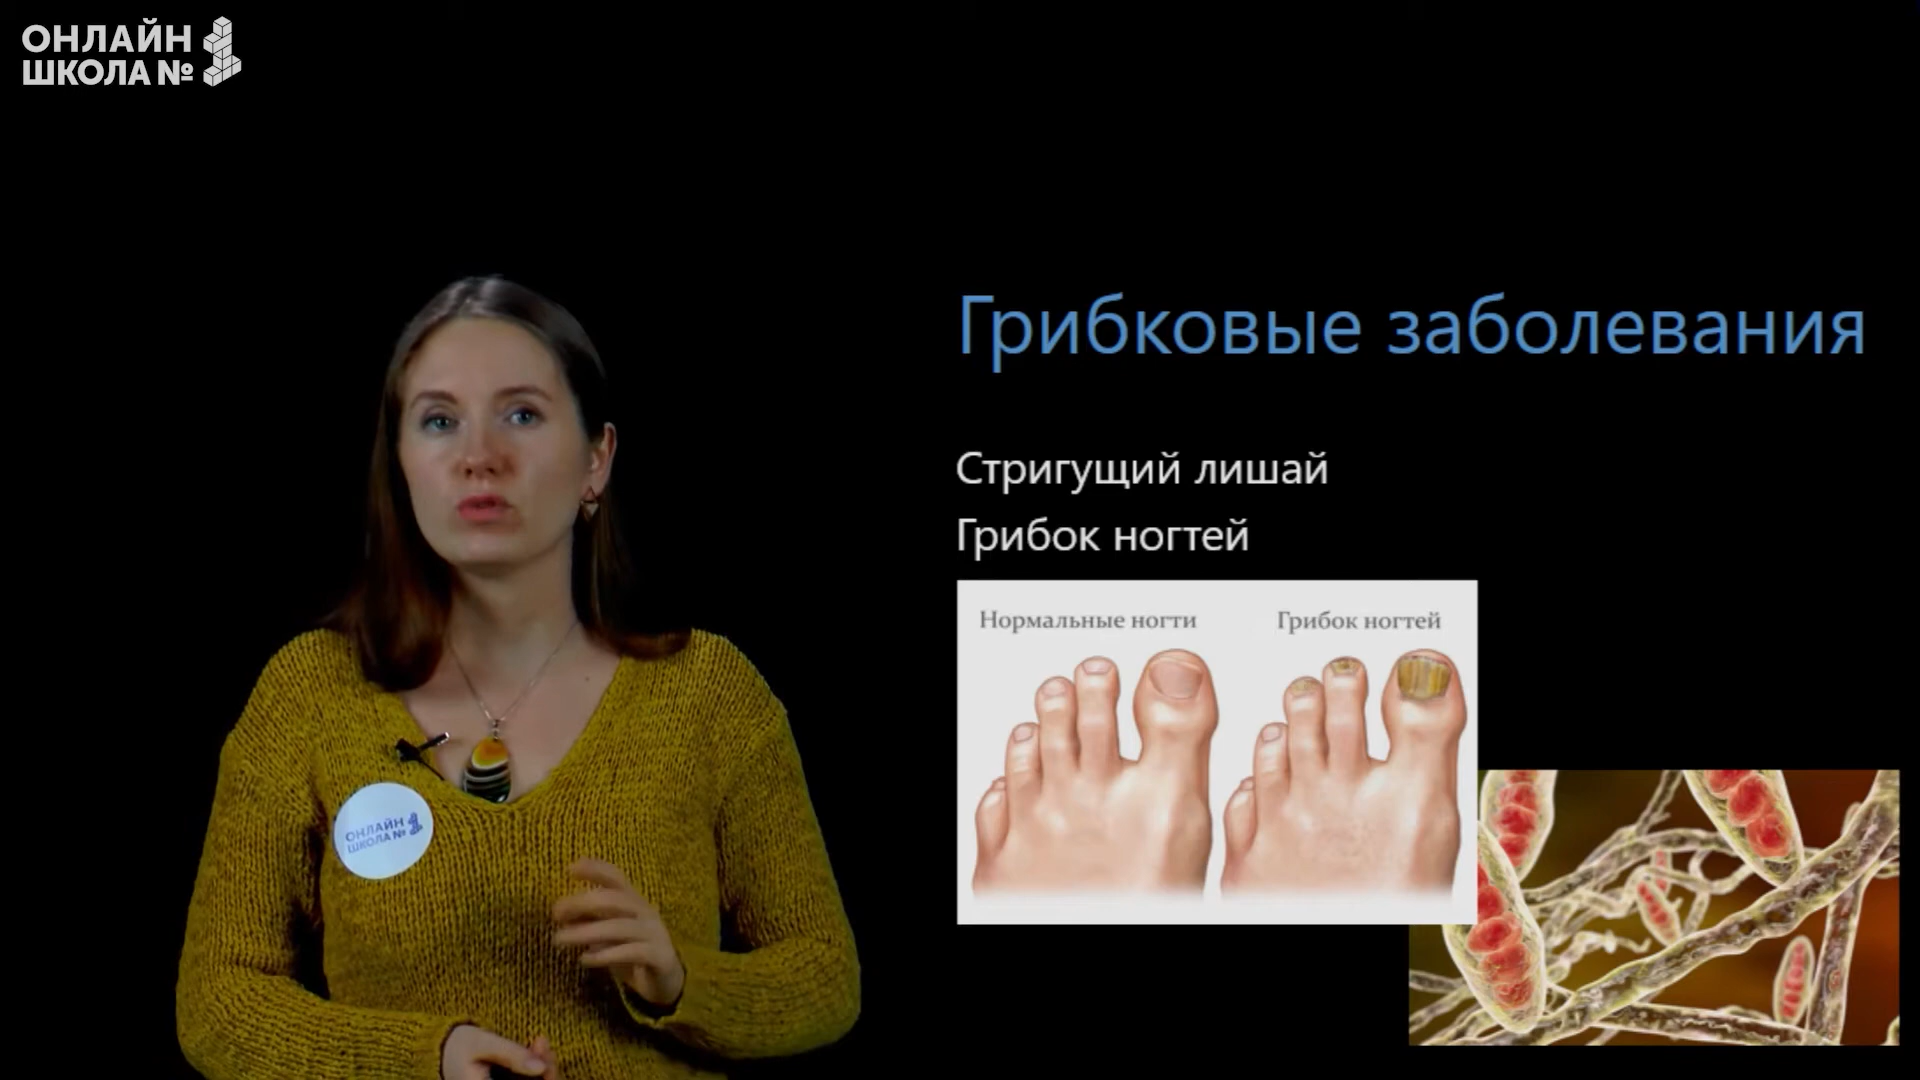 ОНЛАЙН
ШКОЛА №
Грибковые заболевания
Стригущий лишай
Грибок ногтей
Нормальные ногти
Грибок ногтей
ОНЛАЙН
ШКОЛА №